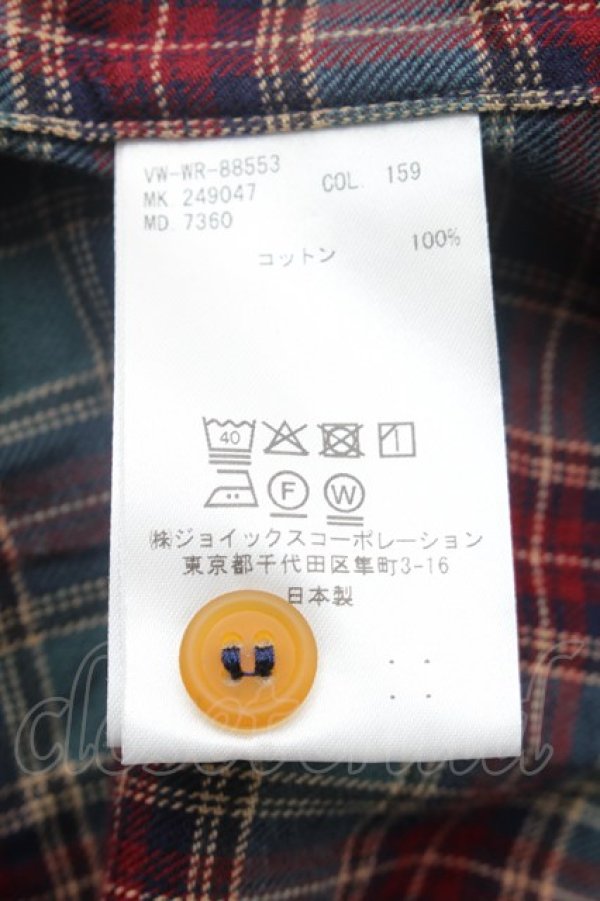 VW-WR-88553
MK 249047 COL. 159
MD 7360
コットン 100%
40
F W
㈱ジョイックスコーポレーション
東京都千代田区隼町3-16
日本製
closetchild